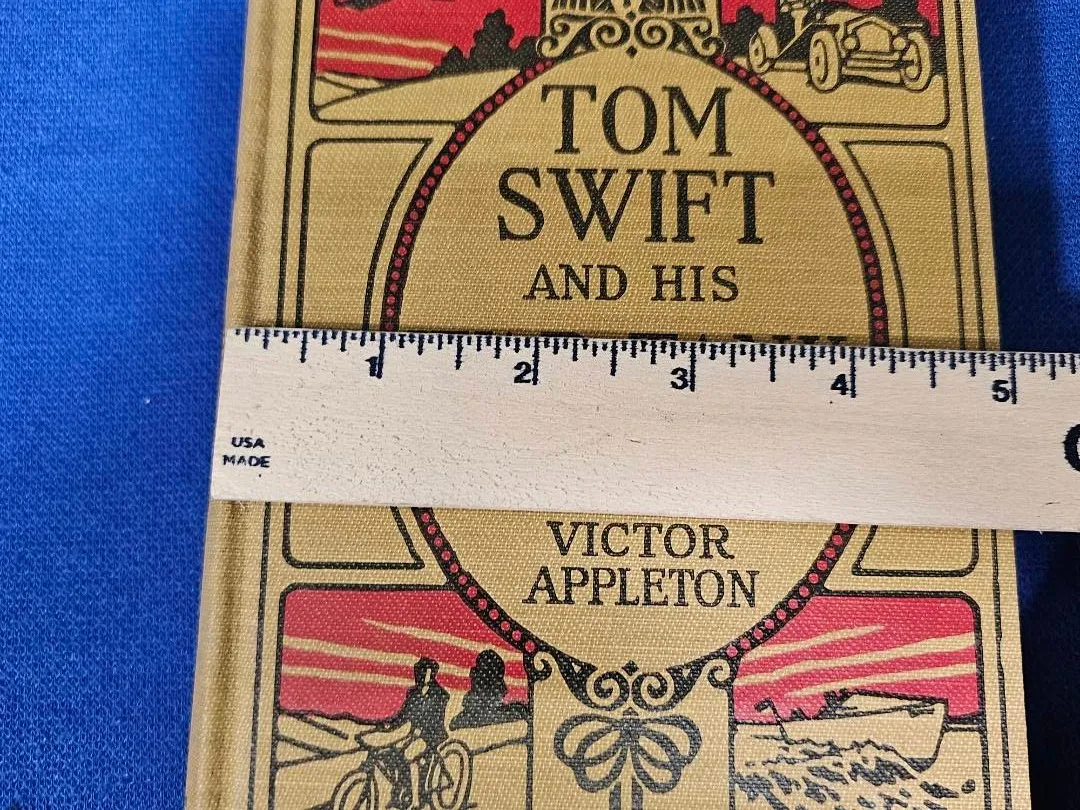 TOM
SWIFT
AND HIS
1 2 3 4 5
USA
MADE
VICTOR
APPLETON